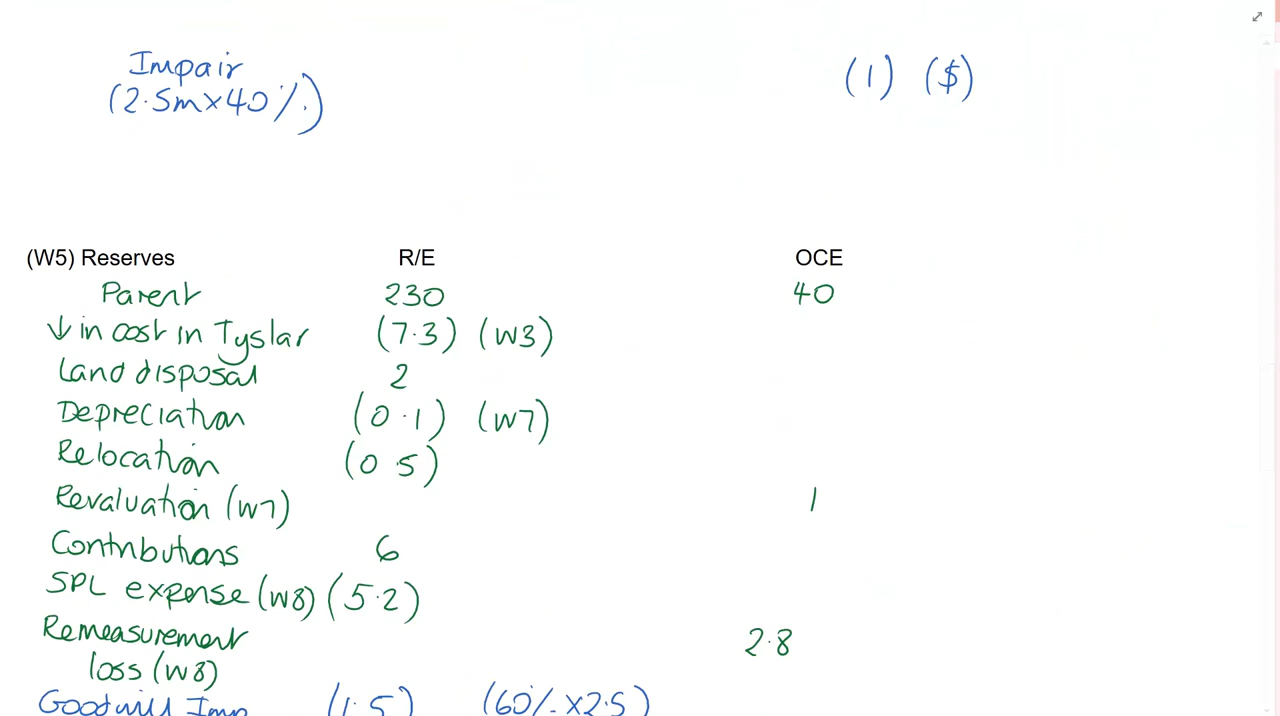 Impair (1) ($)
(2.5m×40%)
(W5) Reserves R/E OCE
Parent 230 40
↓ in cost in Tyslar (7.3) (W3)
Land disposal 2
Depreciation (0.1) (W7)
Relocation (0.5)
Revaluation (W7) 1
Contributions 6
SPL expense (W8) (5.2)
Remeasurement 2.8
loss (W8)
Goodwill Imp (1.5) (60%×2.5)